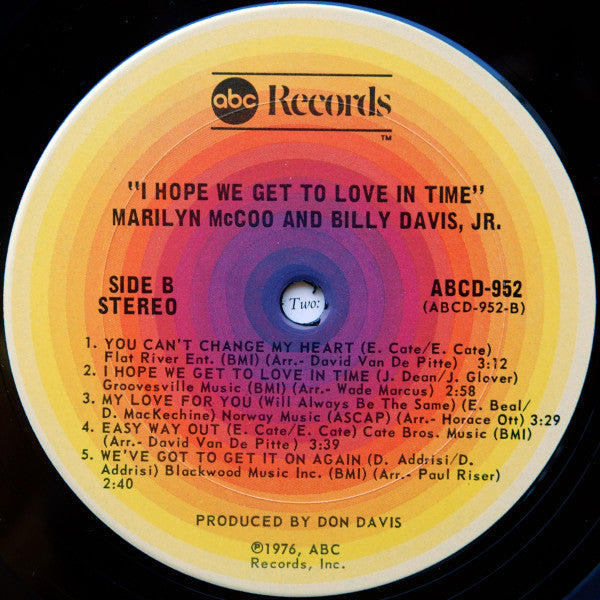 abc Records
TM
"I HOPE WE GET TO LOVE IN TIME"
MARILYN McCOO AND BILLY DAVIS, JR.
SIDE B
STEREO
Two:
ABCD-952
(ABCD-952-B)
1. YOU CAN'T CHANGE MY HEART (E. Cate/E. Cate)
Flat River Ent. (BMI) (Arr.- David Van De Pitte) 3:12
2. I HOPE WE GET TO LOVE IN TIME (J. Dean/J. Glover)
Groovesville Music (BMI) (Arr.- Wade Marcus) 2:58
3. MY LOVE FOR YOU (Will Always Be The Same) (E. Beal/
D. MacKechine) Norway Music (ASCAP) (Arr.- Horace Ott) 3:29
4. EASY WAY OUT (E. Cate/E. Cate) Cate Bros. Music (BMI)
(Arr.- David Van De Pitte) 3:39
5. WE'VE GOT TO GET IT ON AGAIN (D. Addrisi/D.
Addrisi) Blackwood Music Inc. (BMI) (Arr.- Paul Riser)
2:40
PRODUCED BY DON DAVIS
℗1976, ABC
Records, Inc.